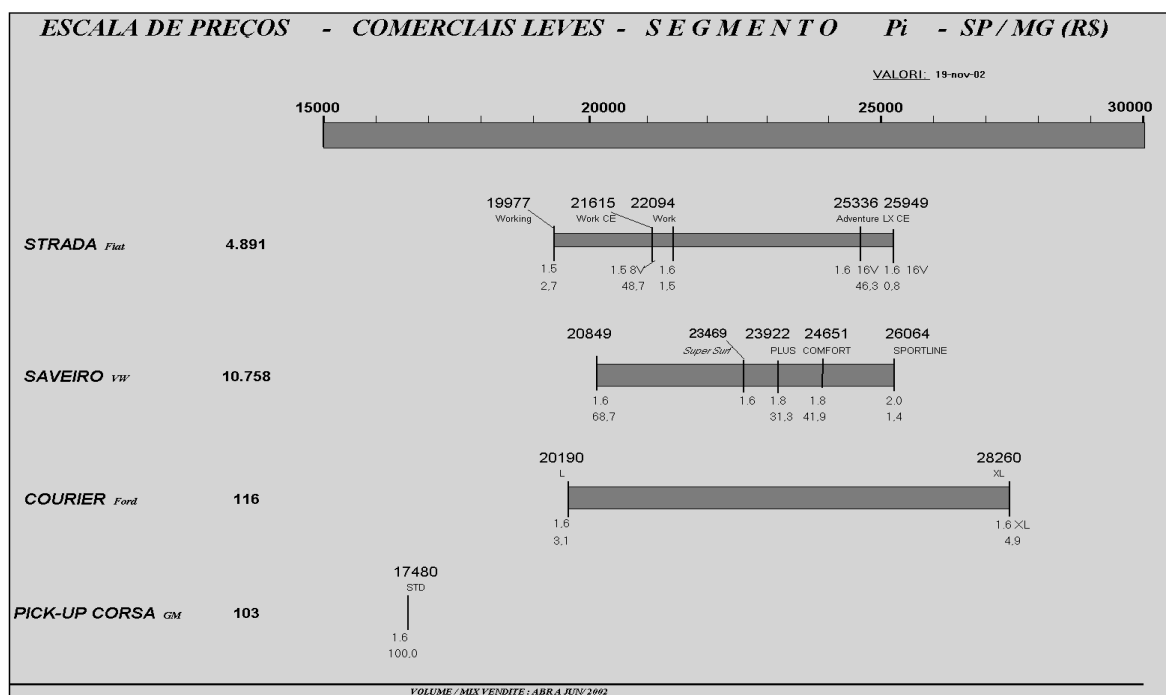 ESCALA DE PREÇOS - COMERCIAIS LEVES - S E G M E N T O Pi - SP / MG (R$)
VALORI: 19-nov-02
15000 20000 25000 30000
19977 21615 22094 25336 25949
Working Work CE Work Adventure LX CE
STRADA Fiat 4.891
1.5 1.5 8V 1.6 1.6 16V 1.6 16V
2,7 48,7 1,5 46,3 0,8
20849 23469 23922 24651 26064
Super Surf PLUS COMFORT SPORTLINE
SAVEIRO VW 10.758
1.6 1.6 1.8 1.8 2.0
68,7 31,3 41,9 1,4
20190 28260
L XL
COURIER Ford 116
1.6 1.6 XL
3,1 4,9
17480
STD
PICK-UP CORSA GM 103
1.6
100,0
VOLUME / MIX VENDITE : ABR A JUN/ 2002